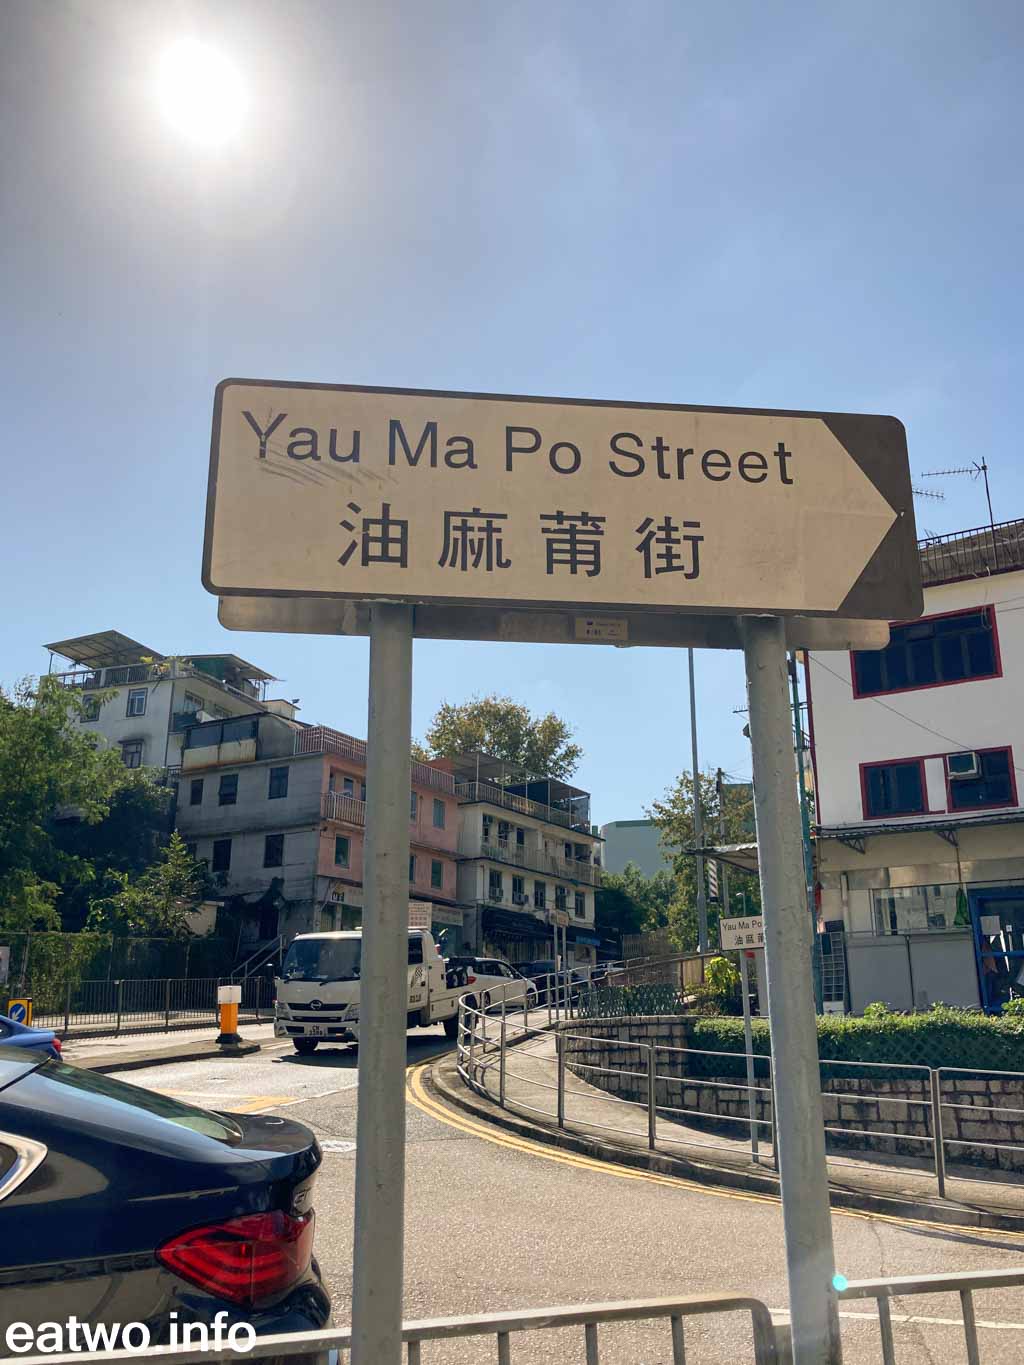 Yau Ma Po Street
油麻莆街
Yau Ma Po
油麻莆
eatwo.info